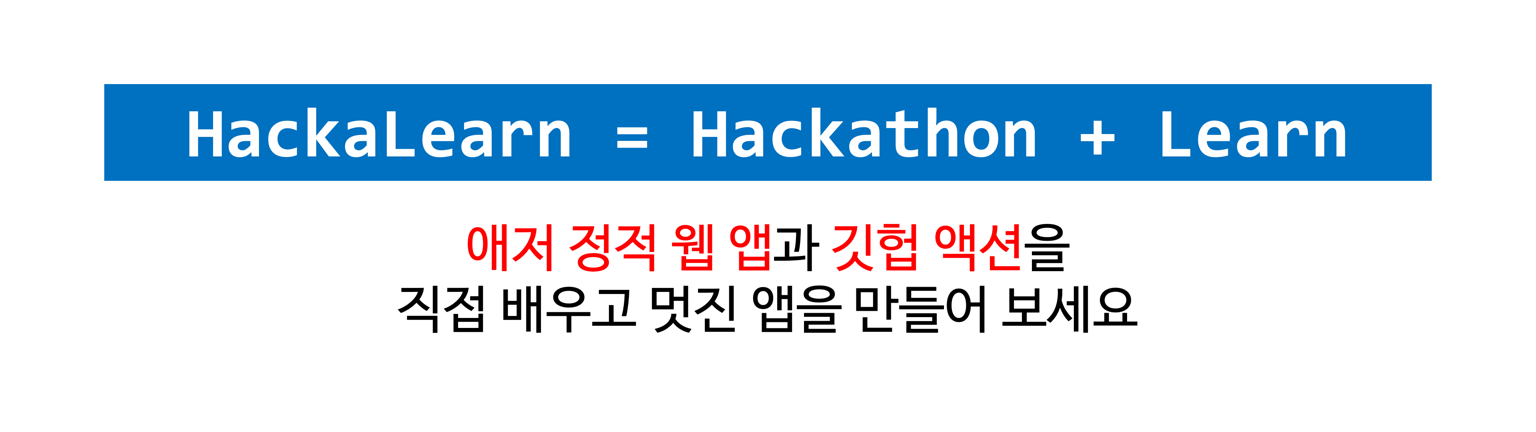 HackaLearn = Hackathon + Learn
애저 정적 웹 앱과 깃헙 액션을
직접 배우고 멋진 앱을 만들어 보세요